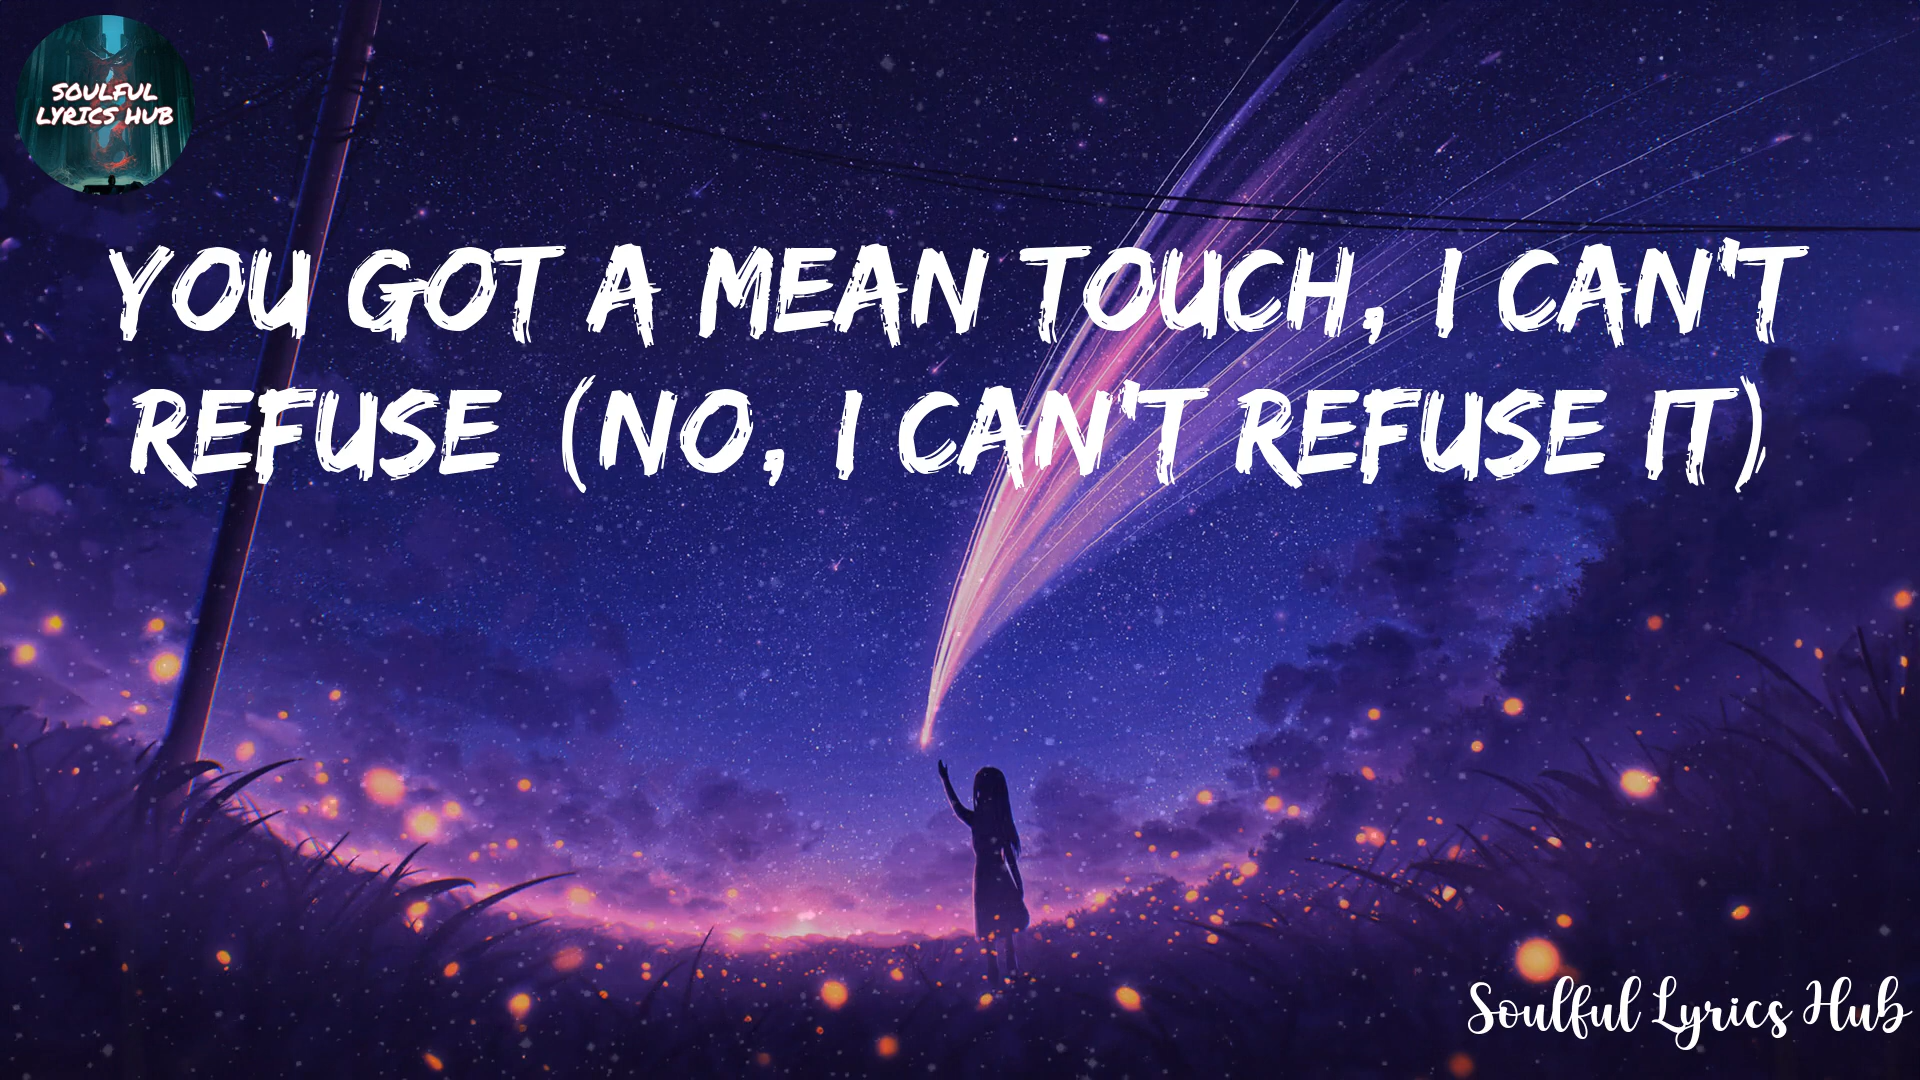 SOULFUL
LYRICS HUB
YOU GOT A MEAN TOUCH, I CAN'T
REFUSE (NO, I CAN'T REFUSE IT)
Soulful Lyrics Hub